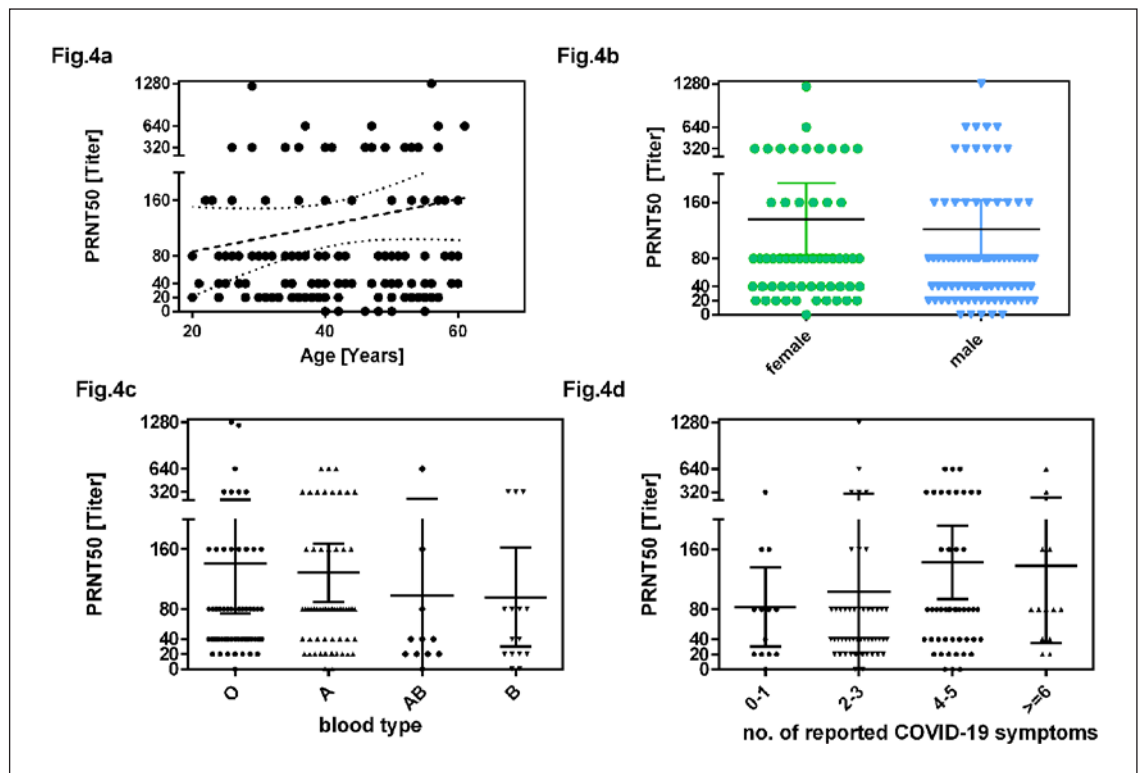 Fig.4a
PRNT50 [Titer]
1280
640
320
160
80
40
20
0
20 40 60
Age [Years]
Fig.4b
PRNT50 [Titer]
1280
640
320
160
80
40
20
0
female male
Fig.4c
PRNT50 [Titer]
1280
640
320
160
80
40
20
0
O A AB B
blood type
Fig.4d
PRNT50 [Titer]
1280
640
320
160
80
40
20
0
0-1 2-3 4-5 >=6
no. of reported COVID-19 symptoms